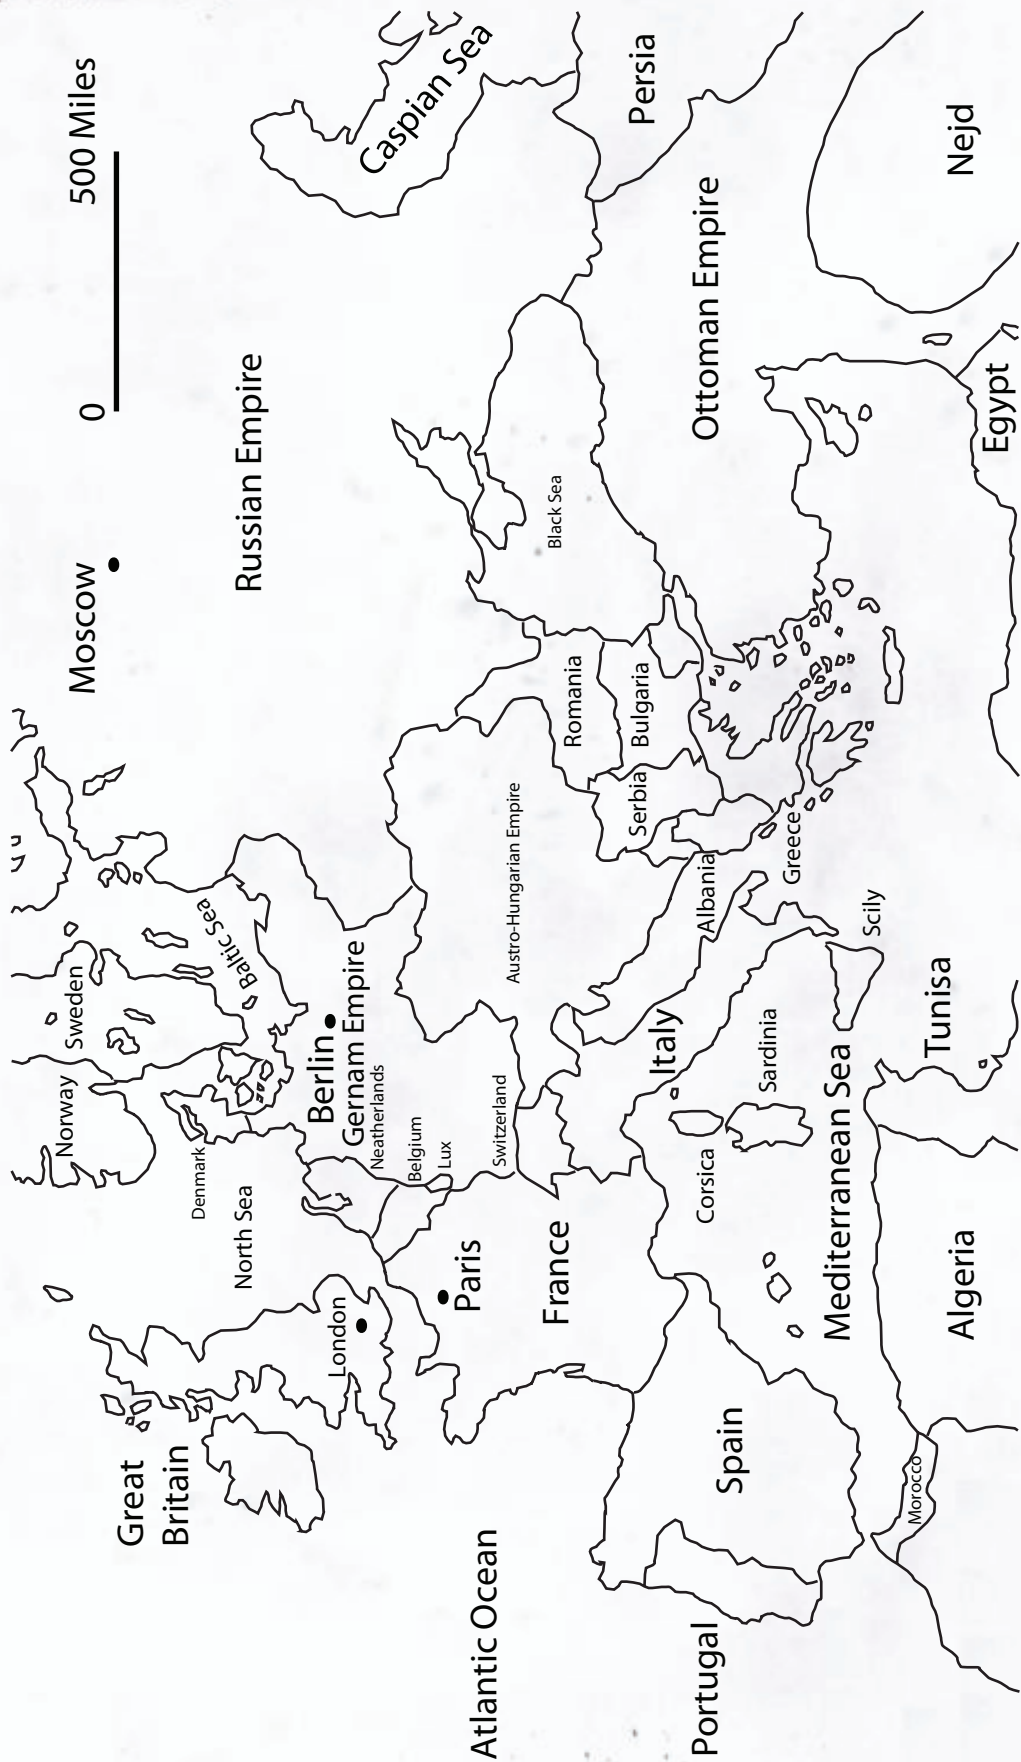 Norway
Sweden
Moscow
0 500 Miles
Great
Britain
Denmark
Baltic Sea
North Sea
Russian Empire
Berlin
London
Gernam Empire
Neatherlands
Belgium
Caspian Sea
Lux
Paris
Atlantic Ocean
Switzerland
Austro-Hungarian Empire
France
Black Sea
Romania
Serbia
Bulgaria
Persia
Italy
Portugal
Corsica
Albania
Ottoman Empire
Spain
Sardinia
Greece
Mediterranean Sea
Scily
Morocco
Tunisa
Algeria
Nejd
Egypt